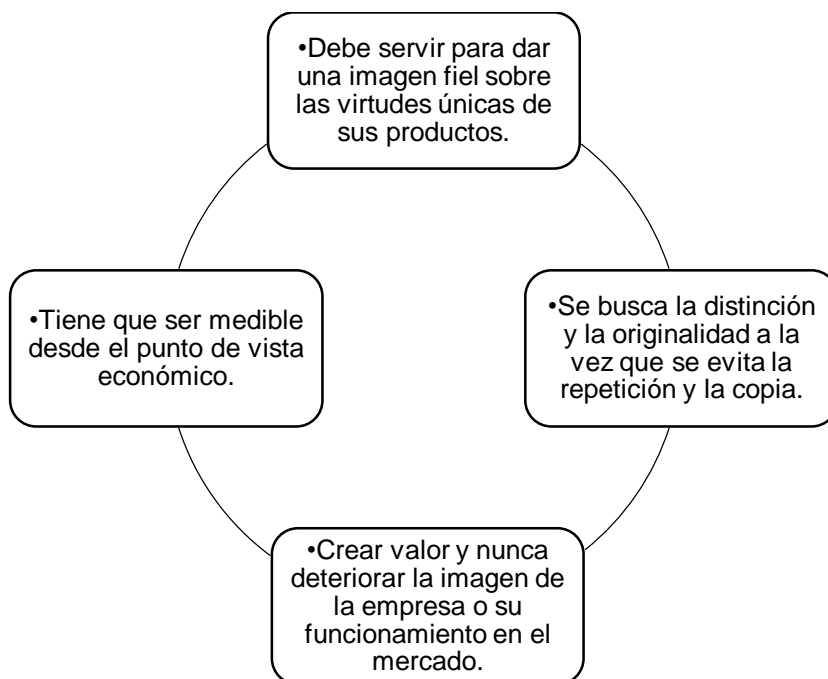 •Debe servir para dar
una imagen fiel sobre
las virtudes únicas de
sus productos.
•Se busca la distinción
y la originalidad a la
vez que se evita la
repetición y la copia.
•Crear valor y nunca
deteriorar la imagen de
la empresa o su
funcionamiento en el
mercado.
•Tiene que ser medible
desde el punto de vista
económico.